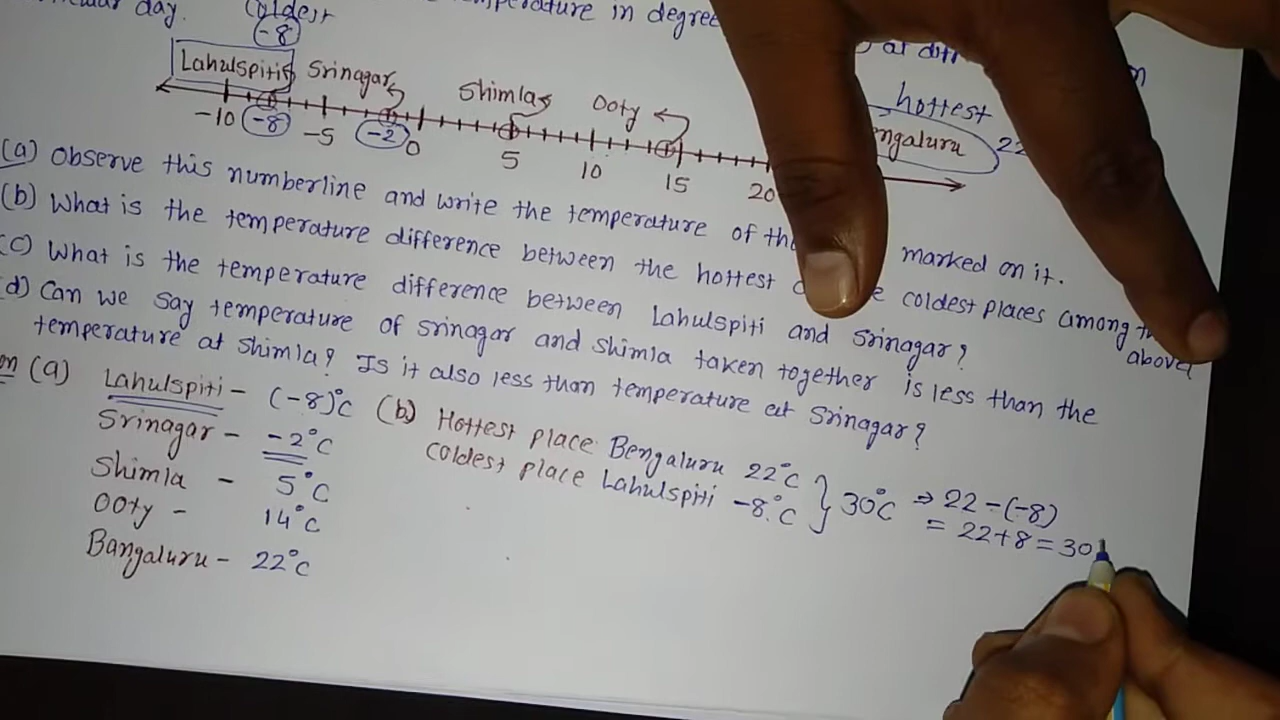 day. Coldest temperature in degree
-8 at
Lahulspiti Srinagar Shimla Ooty hottest
-10 -8 -5 -2 0 5 10 15 20 22
(a) Observe this numberline and write the temperature of marked on it.
(b) What is the temperature difference between the hottest coldest places among
above
(c) What is the temperature difference between Lahulspiti and Srinagar?
(d) Can we say temperature of Srinagar and Shimla taken together is less than the
temperature at Shimla? Is it also less than temperature at Srinagar?
(a) Lahulspiti - (-8)°C
Srinagar - -2°C
Shimla - 5°C
Ooty - 14°C
Bangaluru - 22°C
(b) Hottest place Bengaluru 22°C
Coldest place Lahulspiti -8°C } 30°C ⇒ 22-(-8)
= 22+8=30